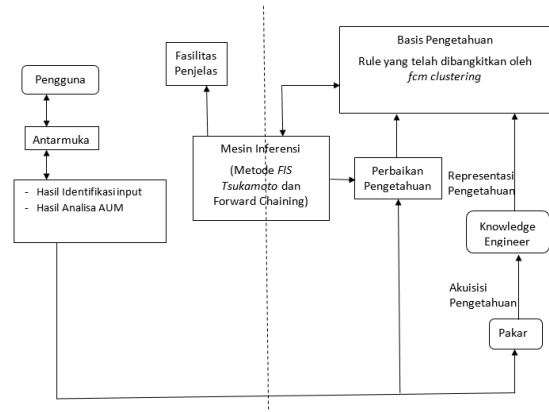 Pengguna
Antarmuka
- Hasil Identifikasi input
- Hasil Analisa AUM
Fasilitas
Penjelas
Mesin Inferensi
(Metode FIS
Tsukamoto dan
Forward Chaining)
Basis Pengetahuan
Rule yang telah dibangkitkan oleh
fcm clustering
Perbaikan
Pengetahuan
Representasi
Pengetahuan
Knowledge
Engineer
Akuisisi
Pengetahuan
Pakar